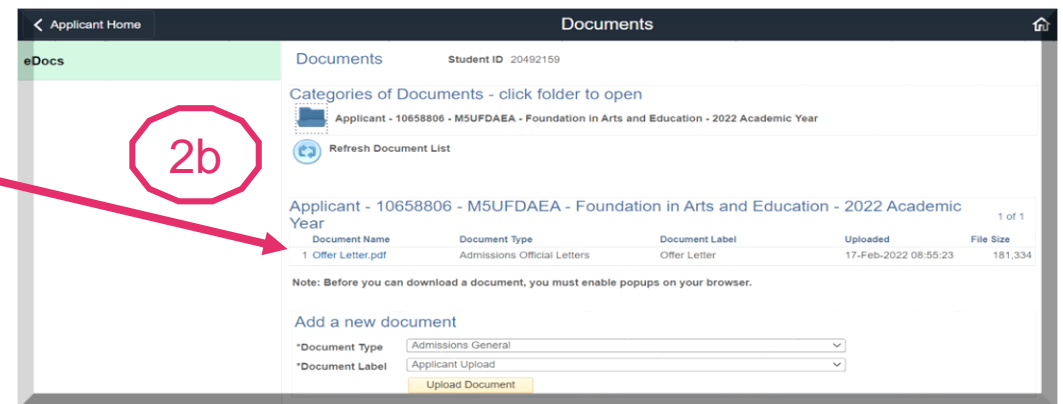 Applicant Home
Documents
eDocs
Documents Student ID 20492159
Categories of Documents - click folder to open
Applicant - 10658806 - M5UFDAEA - Foundation in Arts and Education - 2022 Academic Year
2b
Refresh Document List
Applicant - 10658806 - M5UFDAEA - Foundation in Arts and Education - 2022 Academic
Year 1 of 1
Document Name Document Type Document Label Uploaded File Size
1 Offer Letter.pdf Admissions Official Letters Offer Letter 17-Feb-2022 08:55:23 181,334
Note: Before you can download a document, you must enable popups on your browser.
Add a new document
*Document Type Admissions General
*Document Label Applicant Upload
Upload Document